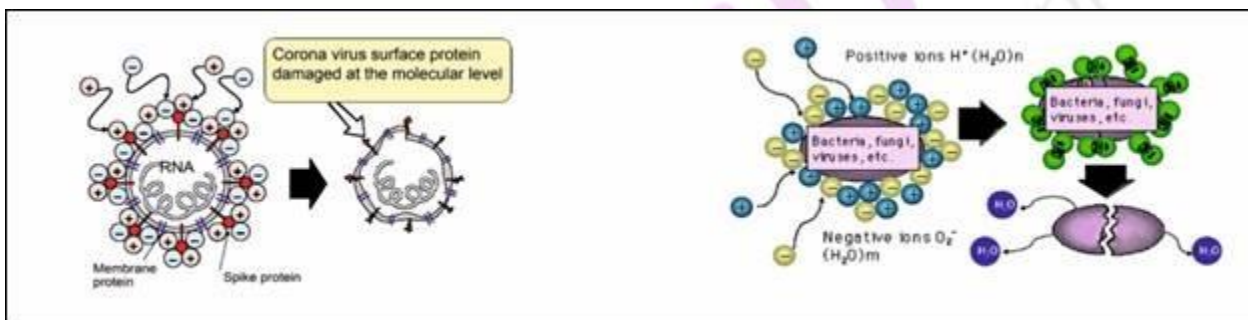 Corona virus surface protein
damaged at the molecular level
RNA
Membrane
protein
Spike protein
Positive ions H⁺(H₂O)n
Bacteria, fungi,
viruses, etc.
Negative ions O₂⁻
(H₂O)m
Bacteria, fungi,
viruses, etc
H₂O
H₂O
H₂O